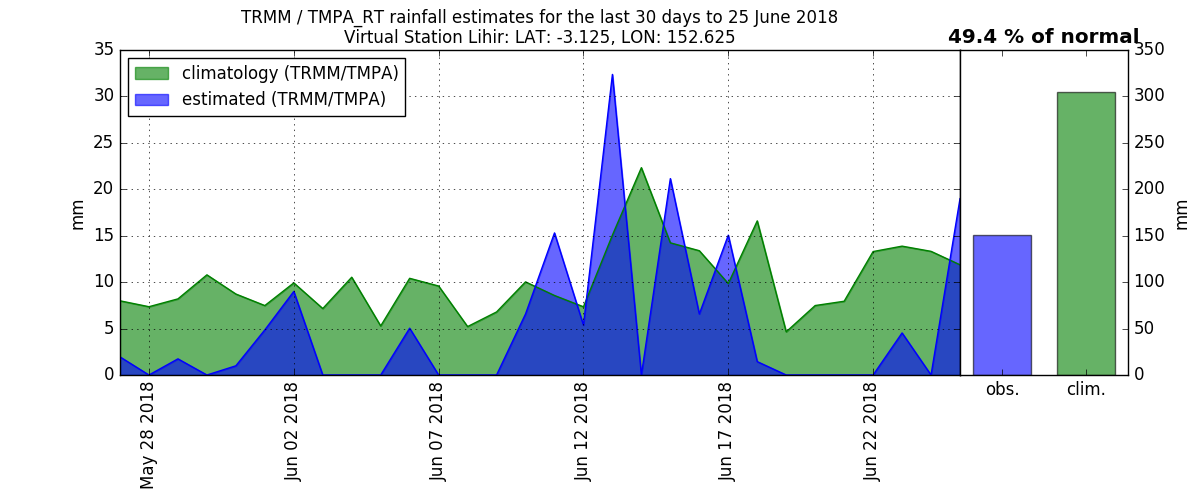 TRMM / TMPA_RT rainfall estimates for the last 30 days to 25 June 2018
Virtual Station Lihir: LAT: -3.125, LON: 152.625
49.4 % of normal
climatology (TRMM/TMPA)
estimated (TRMM/TMPA)
mm
35
30
25
20
15
10
5
0
May 28 2018
Jun 02 2018
Jun 07 2018
Jun 12 2018
Jun 17 2018
Jun 22 2018
obs.
clim.
350
300
250
200
150
100
50
0
mm